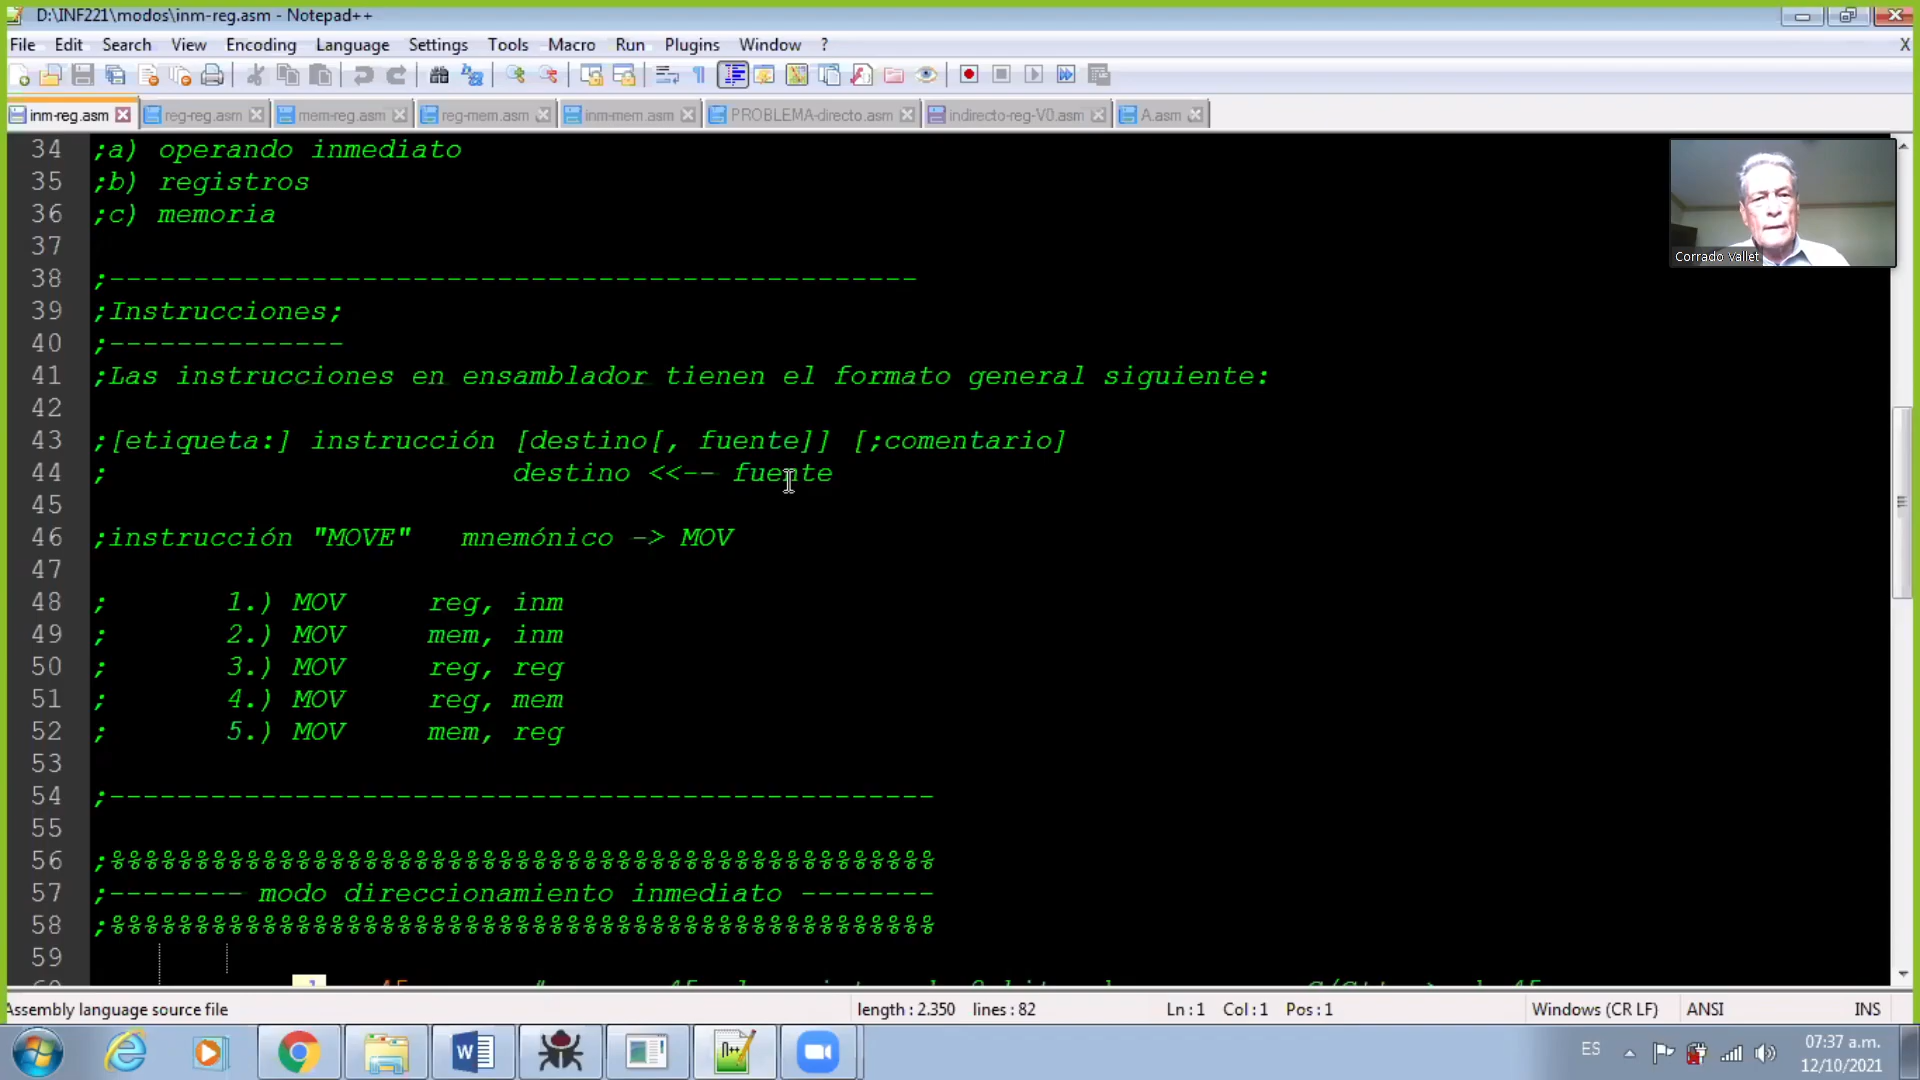 D:\INF221\modos\inm-reg.asm - Notepad++
File Edit Search View Encoding Language Settings Tools Macro Run Plugins Window ? X
inm-reg.asm reg-reg.asm mem-reg.asm reg-mem.asm inm-mem.asm PROBLEMA-directo.asm indirecto-reg-V0.asm A.asm
34 ;a) operando inmediato
35 ;b) registros
36 ;c) memoria
37
38 ;------------------------------------------------
39 ;Instrucciones;
40 ;--------------
41 ;Las instrucciones en ensamblador tienen el formato general siguiente:
42
43 ;[etiqueta:] instrucción [destino[, fuente]] [;comentario]
44 ; destino <<-- fuente
45
46 ;instrucción "MOVE" mnemónico -> MOV
47
48 ; 1.) MOV reg, inm
49 ; 2.) MOV mem, inm
50 ; 3.) MOV reg, reg
51 ; 4.) MOV reg, mem
52 ; 5.) MOV mem, reg
53
54 ;-------------------------------------------------
55
56 ;%%%%%%%%%%%%%%%%%%%%%%%%%%%%%%%%%%%%%%%%%%%%%%%%%
57 ;-------- modo direccionamiento inmediato --------
58 ;%%%%%%%%%%%%%%%%%%%%%%%%%%%%%%%%%%%%%%%%%%%%%%%%%
59
Corrado Vallet
Assembly language source file length : 2.350 lines : 82 Ln : 1 Col : 1 Pos : 1 Windows (CR LF) ANSI INS
ES 07:37 a.m.
12/10/2021